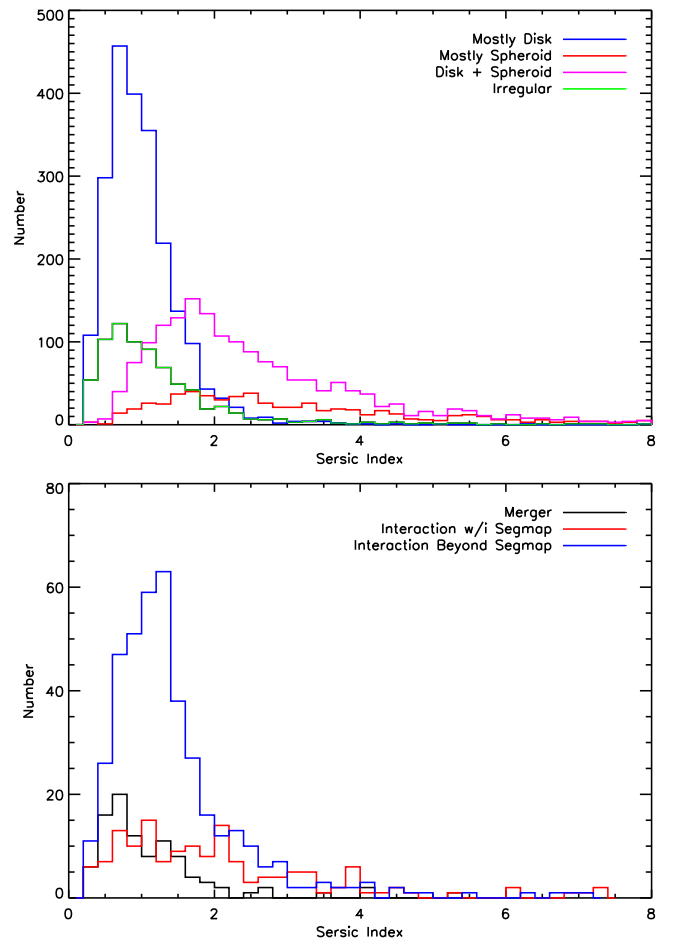 500
400
300
200
100
0
Number
Mostly Disk
Mostly Spheroid
Disk + Spheroid
Irregular
0
2
4
6
8
Sersic Index
80
60
40
20
0
Number
Merger
Interaction w/i Segmap
Interaction Beyond Segmap
0
2
4
6
8
Sersic Index